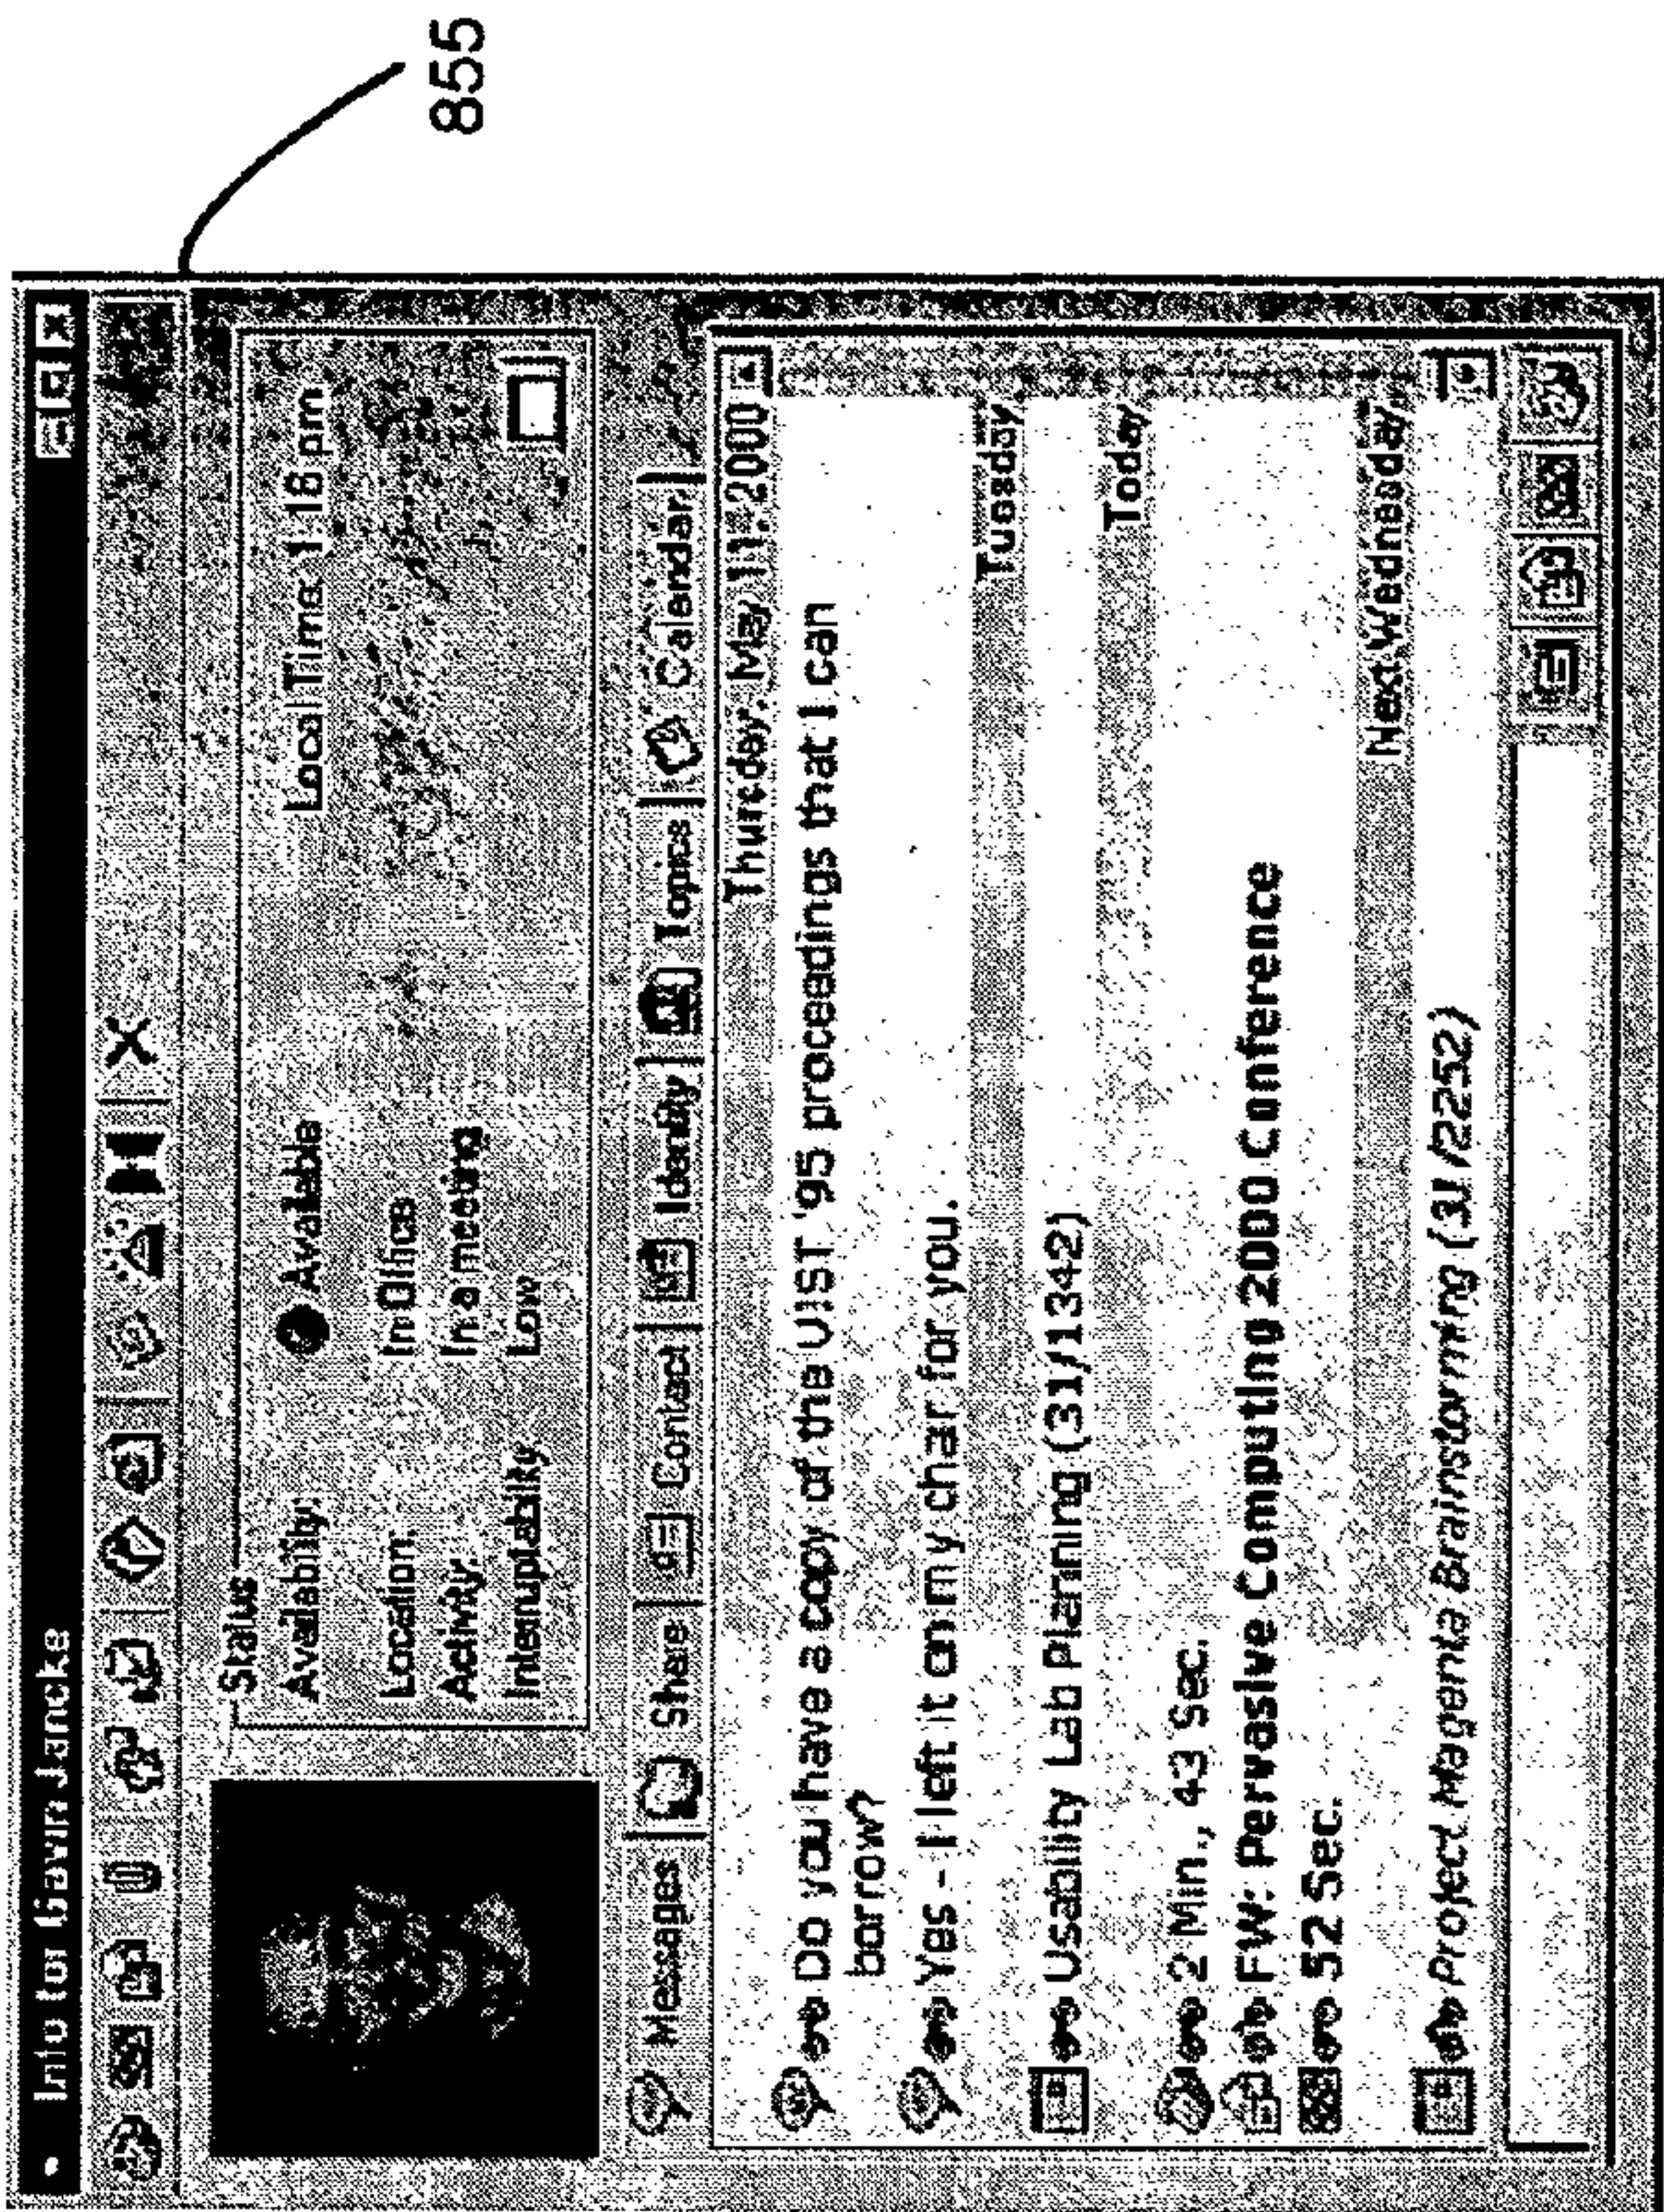 Info for Gavin Jancke
Status
Availability: Available Local Time: 1:18 pm
Location: In Office
Activity: In a meeting
Interruptability Low
Messages Share Contact Identity Topics Calendar
Thursday, May 11, 2000
Do you have a copy of the UIST '95 proceedings that I can
borrow?
Yes - I left it on my chair for you.
Tuesday
Usability Lab Planning (31/1342)
Today
2 Min., 43 Sec.
FW: Pervasive Computing 2000 Conference
52 Sec.
Next Wednesday
Project Magenta Brainstorming (31/2252)
855